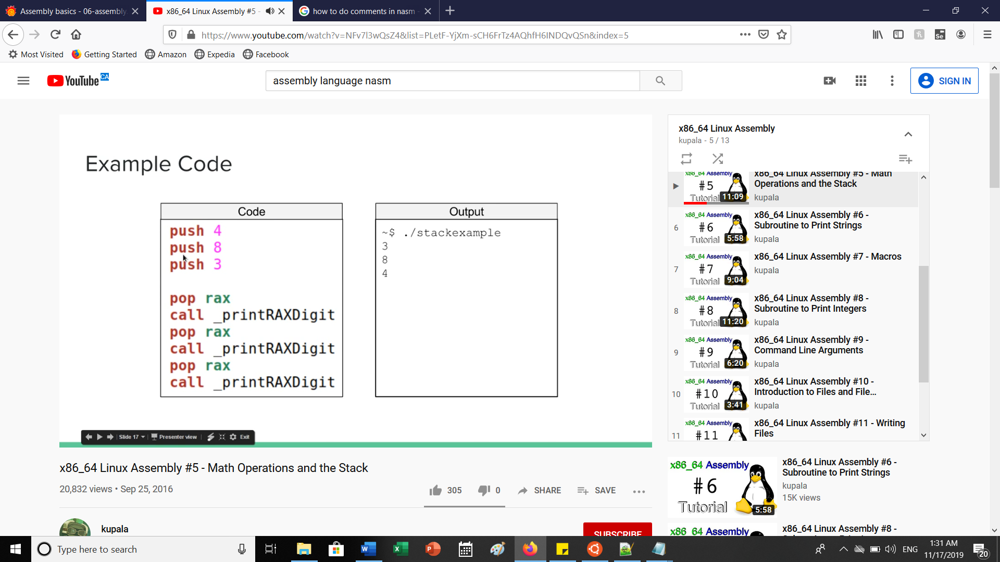 Assembly basics - 06-assembly
x86_64 Linux Assembly #5 -
how to do comments in nasm -
https://www.youtube.com/watch?v=NFv7l3wQsZ4&list=PLetF-YjXm-sCH6FrTz4AQhfH6INDQvQSn&index=5
Most Visited
Getting Started
Amazon
Expedia
Facebook
YouTube CA
assembly language nasm
SIGN IN
Example Code
Code
push 4
push 8
push 3
pop rax
call _printRAXDigit
pop rax
call _printRAXDigit
pop rax
call _printRAXDigit
Output
~$ ./stackexample
3
8
4
Slide 17
Presenter view
Exit
x86_64 Linux Assembly #5 - Math Operations and the Stack
20,832 views • Sep 25, 2016
305
0
SHARE
SAVE
kupala
SUBSCRIBE
x86_64 Linux Assembly
kupala - 5 / 13
x86_64 Assembly
#5
Tutorial
11:09
x86_64 Linux Assembly #5 - Math
Operations and the Stack
kupala
6
x86_64 Assembly
#6
Tutorial
5:58
x86_64 Linux Assembly #6 -
Subroutine to Print Strings
kupala
7
x86_64 Assembly
#7
Tutorial
9:04
x86_64 Linux Assembly #7 - Macros
kupala
8
x86_64 Assembly
#8
Tutorial
11:20
x86_64 Linux Assembly #8 -
Subroutine to Print Integers
kupala
9
x86_64 Assembly
#9
Tutorial
6:20
x86_64 Linux Assembly #9 -
Command Line Arguments
kupala
10
x86_64 Assembly
#10
Tutorial
3:41
x86_64 Linux Assembly #10 -
Introduction to Files and File...
kupala
11
x86_64 Assembly
#11
x86_64 Linux Assembly #11 - Writing
Files
x86_64 Assembly
#6
Tutorial
5:58
x86_64 Linux Assembly #6 -
Subroutine to Print Strings
kupala
15K views
x86_64 Assembly
x86_64 Linux Assembly #8 -
Type here to search
ENG
1:31 AM
11/17/2019
20